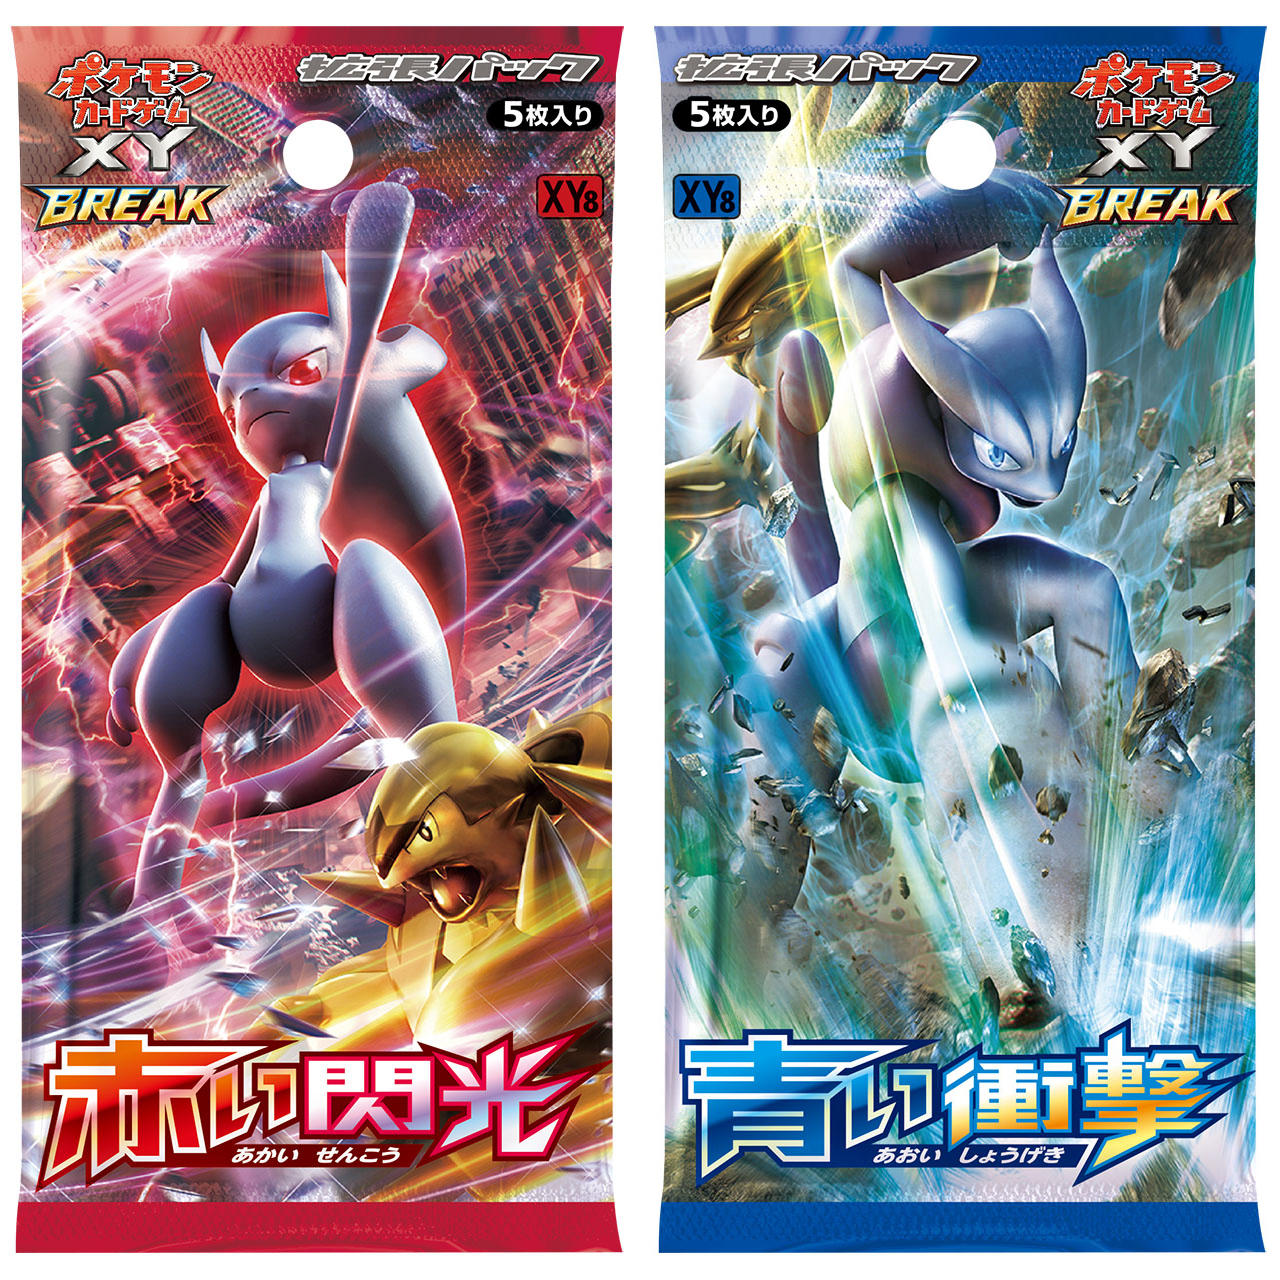 拡張パック
ポケモン
カードゲーム
XY
BREAK
5枚入り
XY8
赤い閃光
あかい せんこう
拡張パック
ポケモン
カードゲーム
XY
BREAK
5枚入り
XY8
青い衝撃
あおい しょうげき